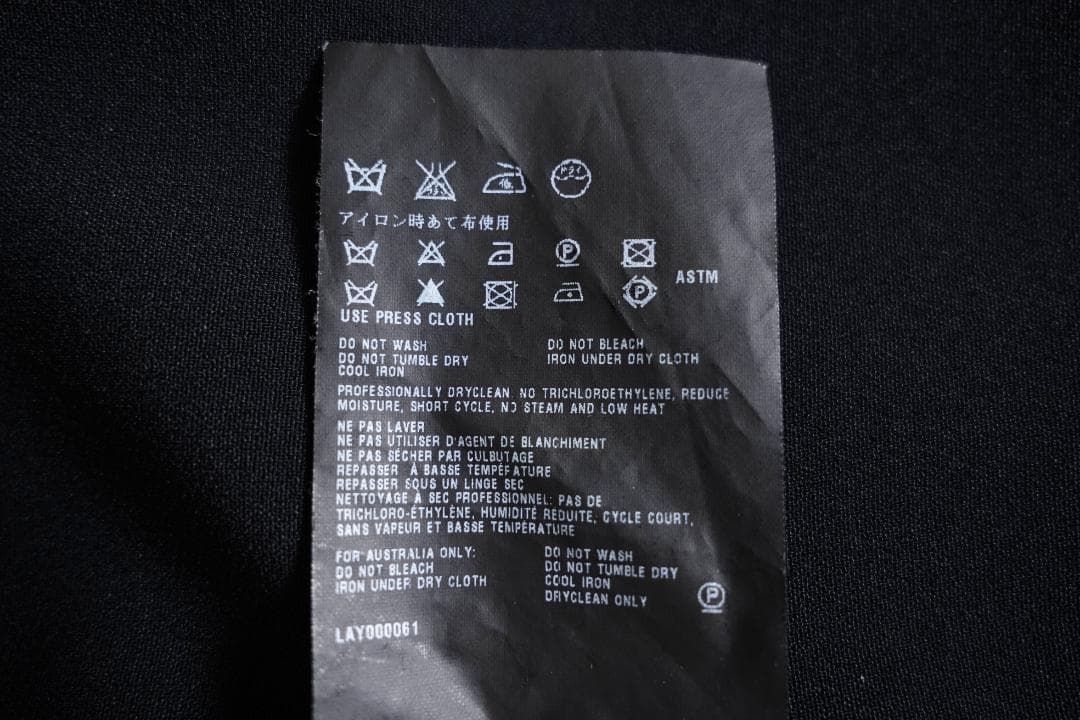 ドライ
アイロン時あて布使用
P
ASTM
P
USE PRESS CLOTH
DO NOT WASH DO NOT BLEACH
DO NOT TUMBLE DRY IRON UNDER DRY CLOTH
COOL IRON
PROFESSIONALLY DRYCLEAN: NO TRICHLOROETHYLENE, REDUCE
MOISTURE, SHORT CYCLE, NO STEAM AND LOW HEAT
NE PAS LAVER
NE PAS UTILISER D'AGENT DE BLANCHIMENT
NE PAS SÉCHER PAR CULBUTAGE
REPASSER À BASSE TEMPÉRATURE
REPASSER SOUS UN LINGE SEC
NETTOYAGE À SEC PROFESSIONNEL: PAS DE
TRICHLORO-ÉTHYLÈNE, HUMIDITÉ REDUITE, CYCLE COURT,
SANS VAPEUR ET BASSE TEMPÉRATURE
FOR AUSTRALIA ONLY: DO NOT WASH
DO NOT BLEACH DO NOT TUMBLE DRY
IRON UNDER DRY CLOTH COOL IRON
DRYCLEAN ONLY P
LAY000061